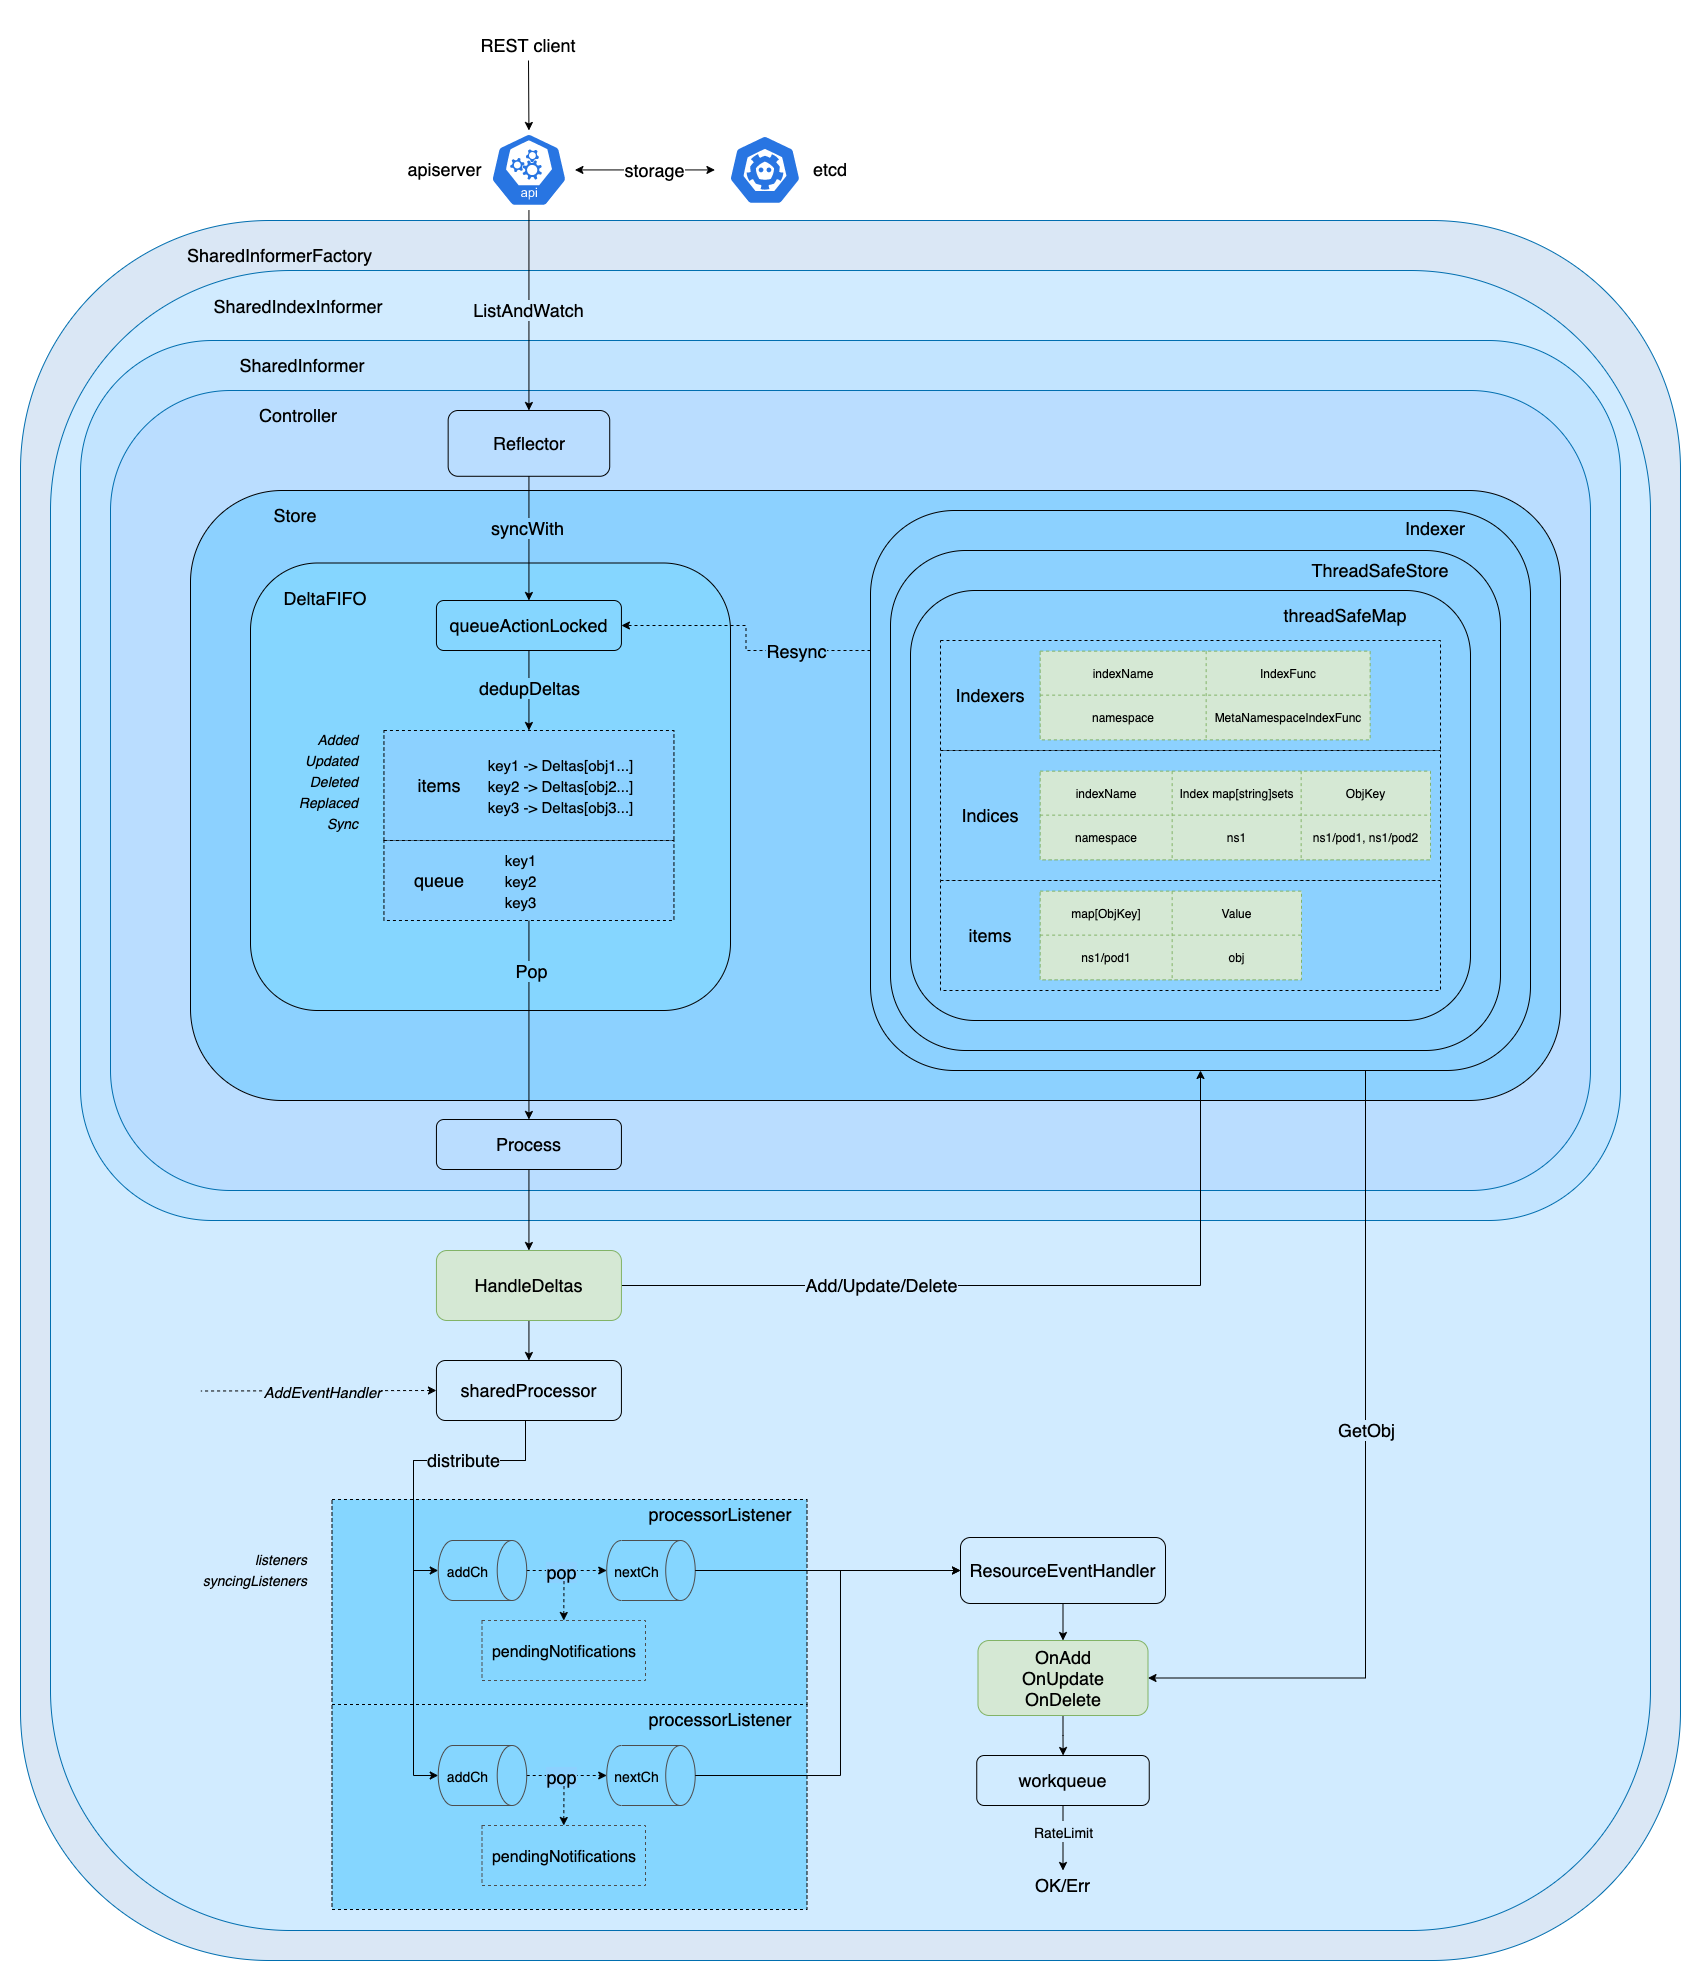 REST client
apiserver
api
storage
etcd
SharedInformerFactory
SharedIndexInformer
ListAndWatch
SharedInformer
Controller
Reflector
Store
syncWith
DeltaFIFO
queueActionLocked
dedupDeltas
Added
Updated
Deleted
Replaced
Sync
items
key1 -> Deltas[obj1...]
key2 -> Deltas[obj2...]
key3 -> Deltas[obj3...]
queue
key1
key2
key3
Pop
Resync
Indexer
ThreadSafeStore
threadSafeMap
Indexers
indexName IndexFunc
namespace MetaNamespaceIndexFunc
Indices
indexName Index map[string]sets ObjKey
namespace ns1 ns1/pod1, ns1/pod2
items
map[ObjKey] Value
ns1/pod1 obj
Process
HandleDeltas
Add/Update/Delete
AddEventHandler
sharedProcessor
GetObj
distribute
processorListener
listeners
syncingListeners
addCh
pop
nextCh
pendingNotifications
processorListener
addCh
pop
nextCh
pendingNotifications
ResourceEventHandler
OnAdd
OnUpdate
OnDelete
workqueue
RateLimit
OK/Err